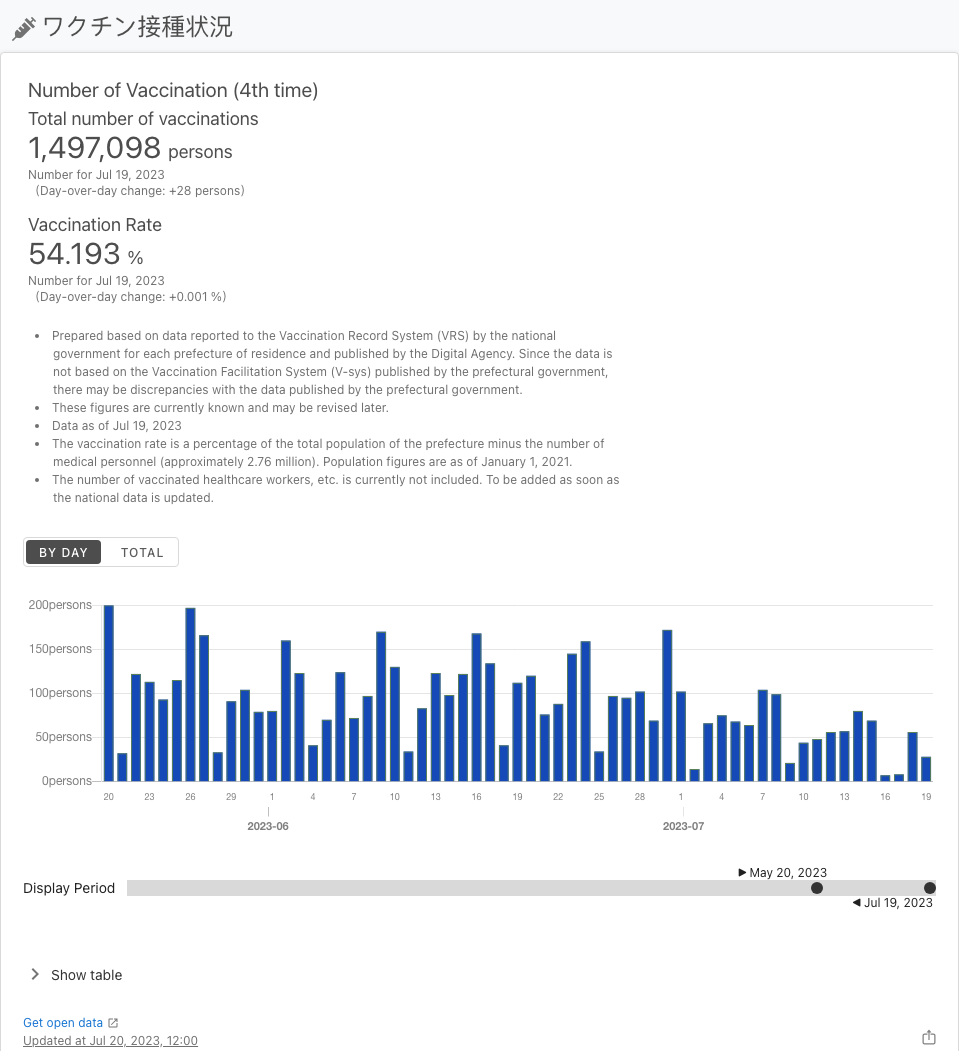 ワクチン接種状況
Number of Vaccination (4th time)
Total number of vaccinations
1,497,098 persons
Number for Jul 19, 2023
(Day-over-day change: +28 persons)
Vaccination Rate
54.193 %
Number for Jul 19, 2023
(Day-over-day change: +0.001 %)
• Prepared based on data reported to the Vaccination Record System (VRS) by the national
government for each prefecture of residence and published by the Digital Agency. Since the data is
not based on the Vaccination Facilitation System (V-sys) published by the prefectural government,
there may be discrepancies with the data published by the prefectural government.
• These figures are currently known and may be revised later.
• Data as of Jul 19, 2023
• The vaccination rate is a percentage of the total population of the prefecture minus the number of
medical personnel (approximately 2.76 million). Population figures are as of January 1, 2021.
• The number of vaccinated healthcare workers, etc. is currently not included. To be added as soon as
the national data is updated.
BY DAY TOTAL
200persons
150persons
100persons
50persons
0persons
20 23 26 29 1 4 7 10 13 16 19 22 25 28 1 4 7 10 13 16 19
2023-06 2023-07
May 20, 2023
Display Period
Jul 19, 2023
Show table
Get open data
Updated at Jul 20, 2023, 12:00